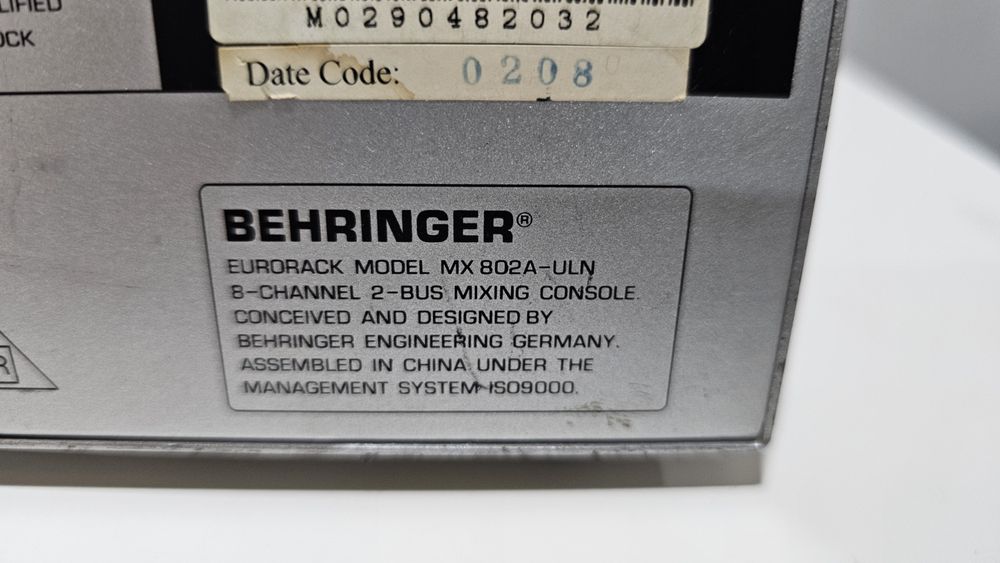 LIFIED
OCK
M0290482032
Date Code: 0208
BEHRINGER®
EURORACK MODEL MX 802A-ULN
8-CHANNEL 2-BUS MIXING CONSOLE.
CONCEIVED AND DESIGNED BY
BEHRINGER ENGINEERING GERMANY.
ASSEMBLED IN CHINA UNDER THE
MANAGEMENT SYSTEM ISO9000.
R